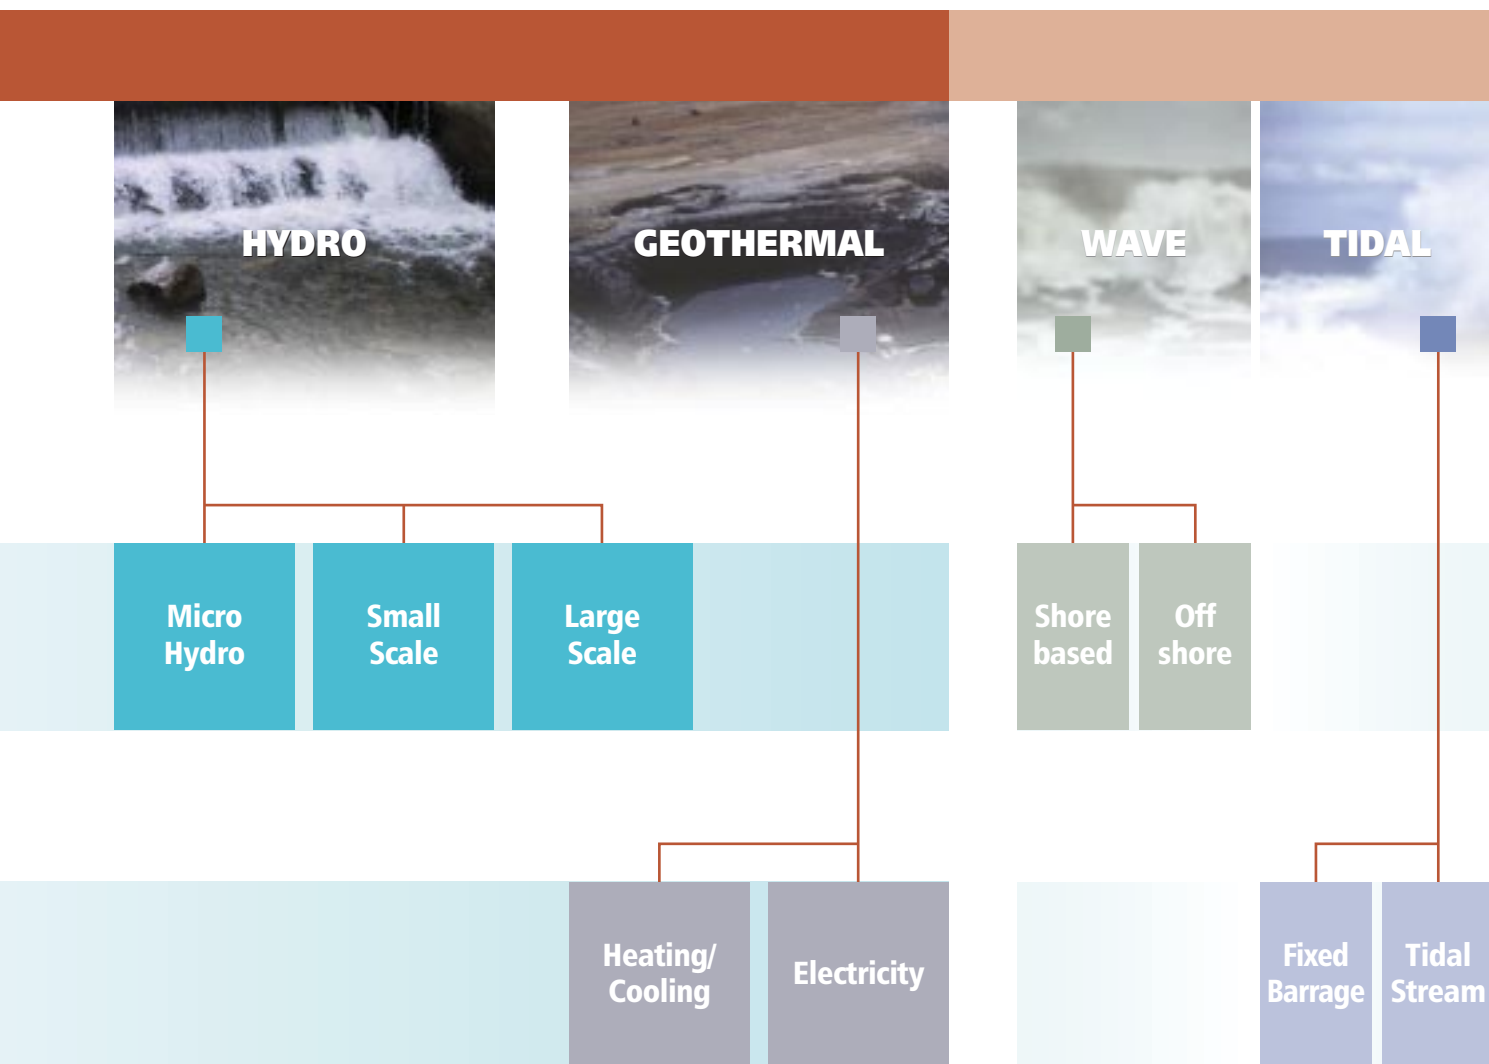 HYDRO
GEOTHERMAL
WAVE
TIDAL
Micro
Hydro
Small
Scale
Large
Scale
Shore
based
Off
shore
Heating/
Cooling
Electricity
Fixed
Barrage
Tidal
Stream